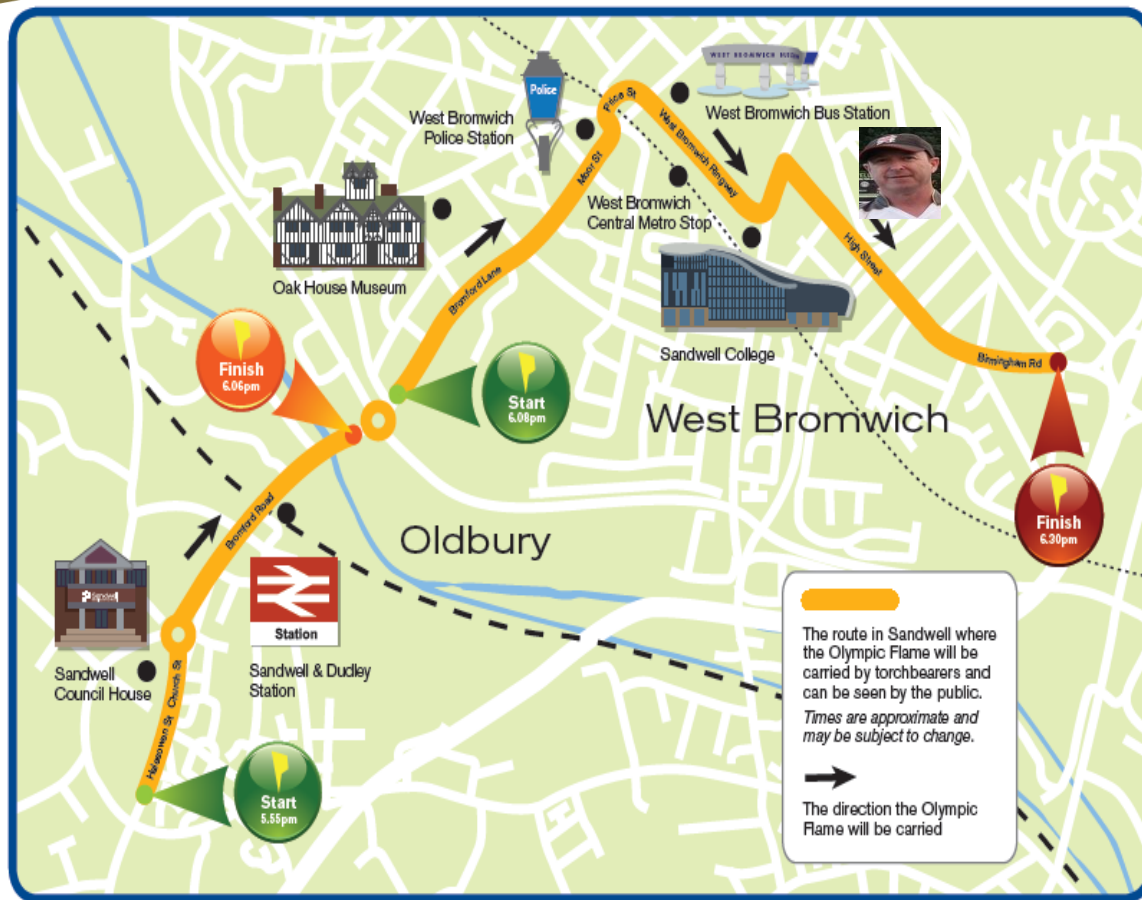 WEST BROMWICH BUS
West Bromwich Bus Station
Police
West Bromwich
Police Station
Price St
West Bromwich Ringway
Moor St
West Bromwich
Central Metro Stop
Oak House Museum
Bromford Lane
High Street
Sandwell College
Birmingham Rd
Finish
6.06pm
Start
6.08pm
West Bromwich
Finish
6.30pm
Bromford Road
Oldbury
Sandwell
Station
Sandwell
Council House
Sandwell & Dudley
Station
Church St
Halesowen St
Start
5.55pm
The route in Sandwell where
the Olympic Flame will be
carried by torchbearers and
can be seen by the public.
Times are approximate and
may be subject to change.
The direction the Olympic
Flame will be carried